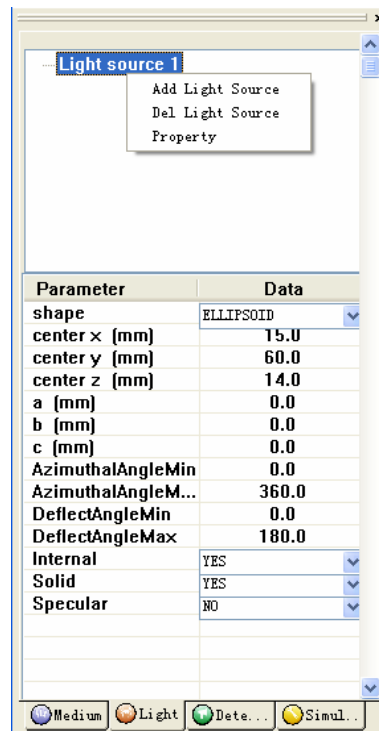 Light source 1
Add Light Source
Del Light Source
Property
Parameter Data
shape ELLIPSOID
center x (mm) 15.0
center y (mm) 60.0
center z (mm) 14.0
a (mm) 0.0
b (mm) 0.0
c (mm) 0.0
AzimuthalAngleMin 0.0
AzimuthalAngleM... 360.0
DeflectAngleMin 0.0
DeflectAngleMax 180.0
Internal YES
Solid YES
Specular NO
Medium Light Dete... Simul..